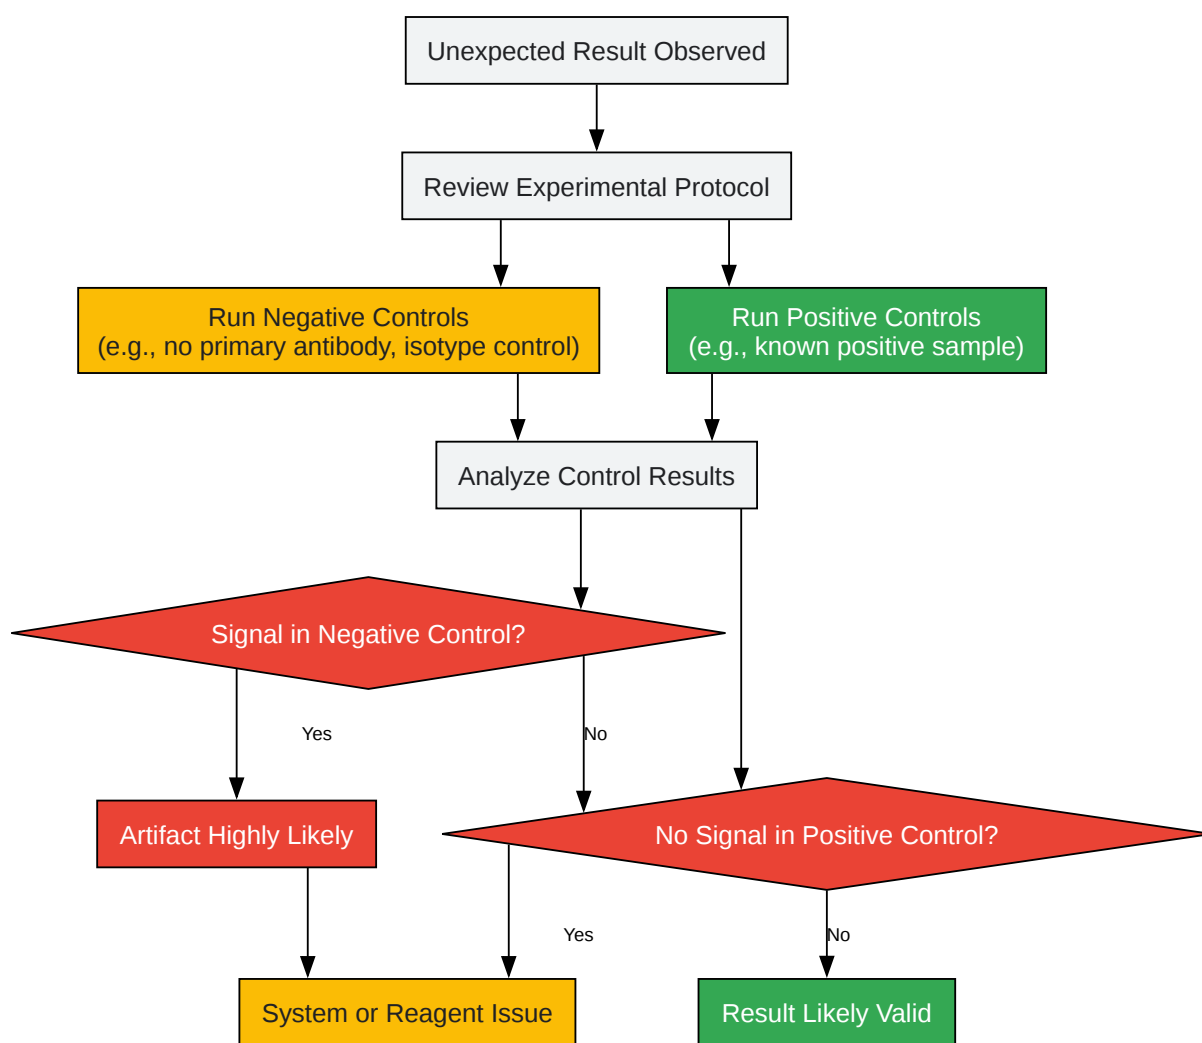 Unexpected Result Observed
Review Experimental Protocol
Run Negative Controls
(e.g., no primary antibody, isotype control)
Run Positive Controls
(e.g., known positive sample)
Analyze Control Results
Signal in Negative Control?
Yes
No
Artifact Highly Likely
No Signal in Positive Control?
Yes
No
System or Reagent Issue
Result Likely Valid